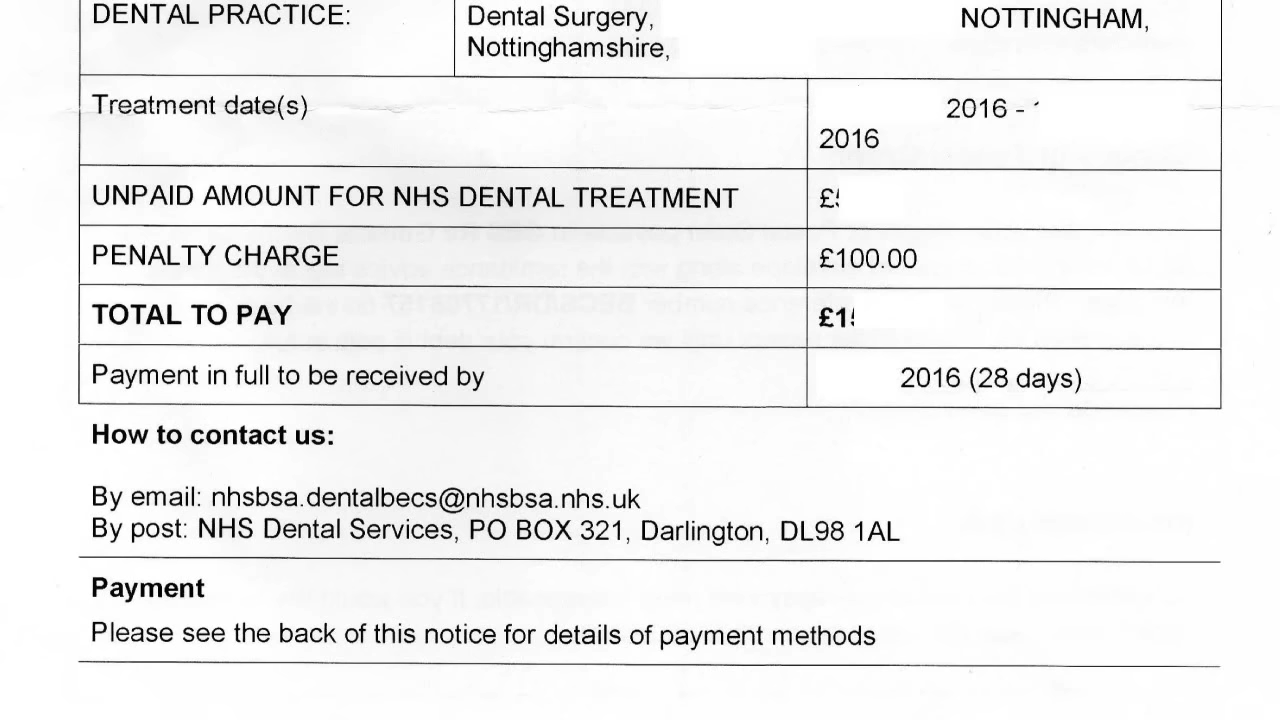 DENTAL PRACTICE:
Dental Surgery, NOTTINGHAM,
Nottinghamshire,
Treatment date(s)
2016 -
2016
UNPAID AMOUNT FOR NHS DENTAL TREATMENT £
PENALTY CHARGE £100.00
TOTAL TO PAY £1
Payment in full to be received by 2016 (28 days)
How to contact us:
By email: nhsbsa.dentalbecs@nhsbsa.nhs.uk
By post: NHS Dental Services, PO BOX 321, Darlington, DL98 1AL
Payment
Please see the back of this notice for details of payment methods